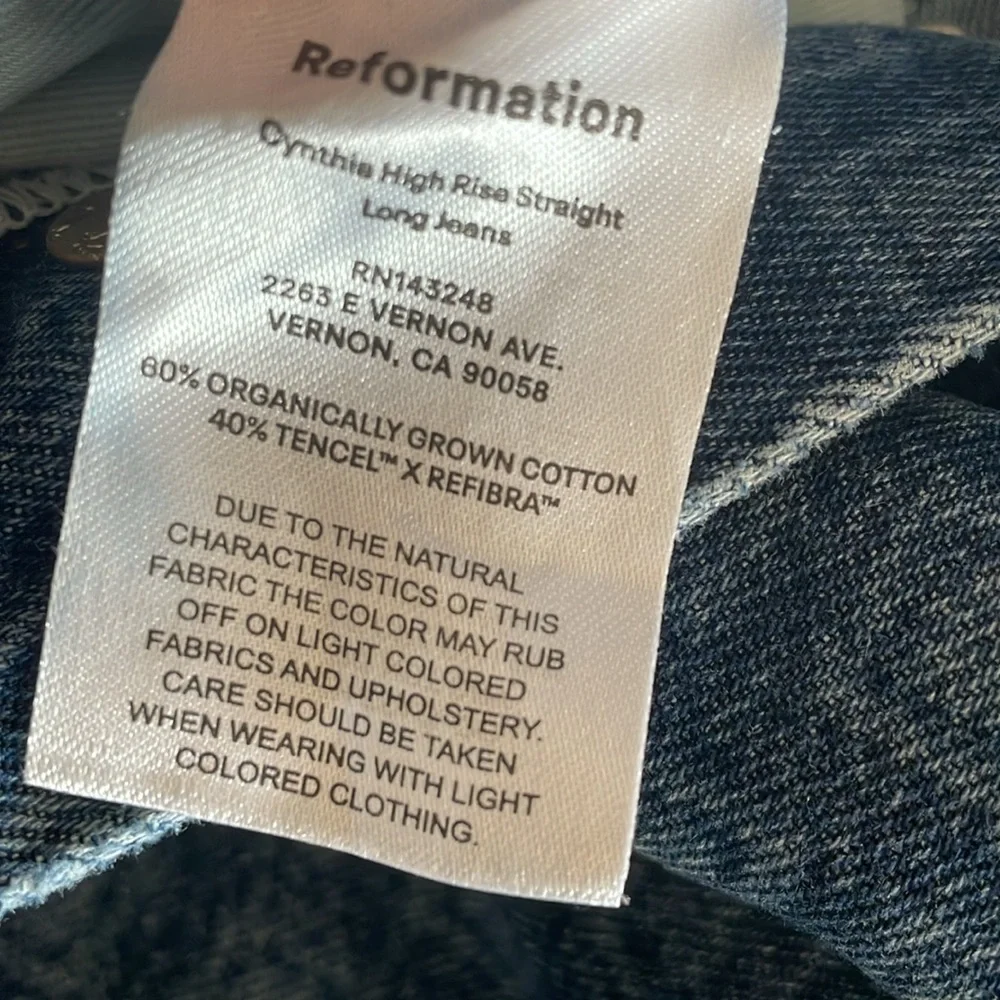 Reformation
Cynthia High Rise Straight
Long Jeans
RN143248
2263 E VERNON AVE.
VERNON, CA 90058
60% ORGANICALLY GROWN COTTON
40% TENCEL™ X REFIBRA™
DUE TO THE NATURAL
CHARACTERISTICS OF THIS
FABRIC THE COLOR MAY RUB
OFF ON LIGHT COLORED
FABRICS AND UPHOLSTERY.
CARE SHOULD BE TAKEN
WHEN WEARING WITH LIGHT
COLORED CLOTHING.